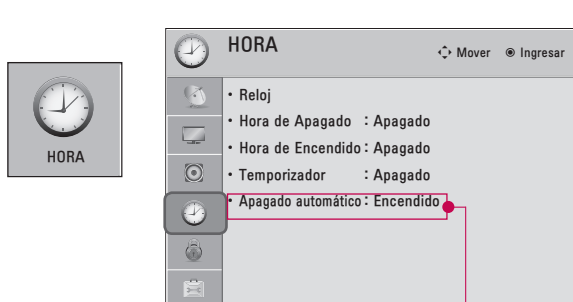 HORA
HORA
Mover Ingresar
• Reloj
• Hora de Apagado : Apagado
• Hora de Encendido : Apagado
• Temporizador : Apagado
• Apagado automático : Encendido